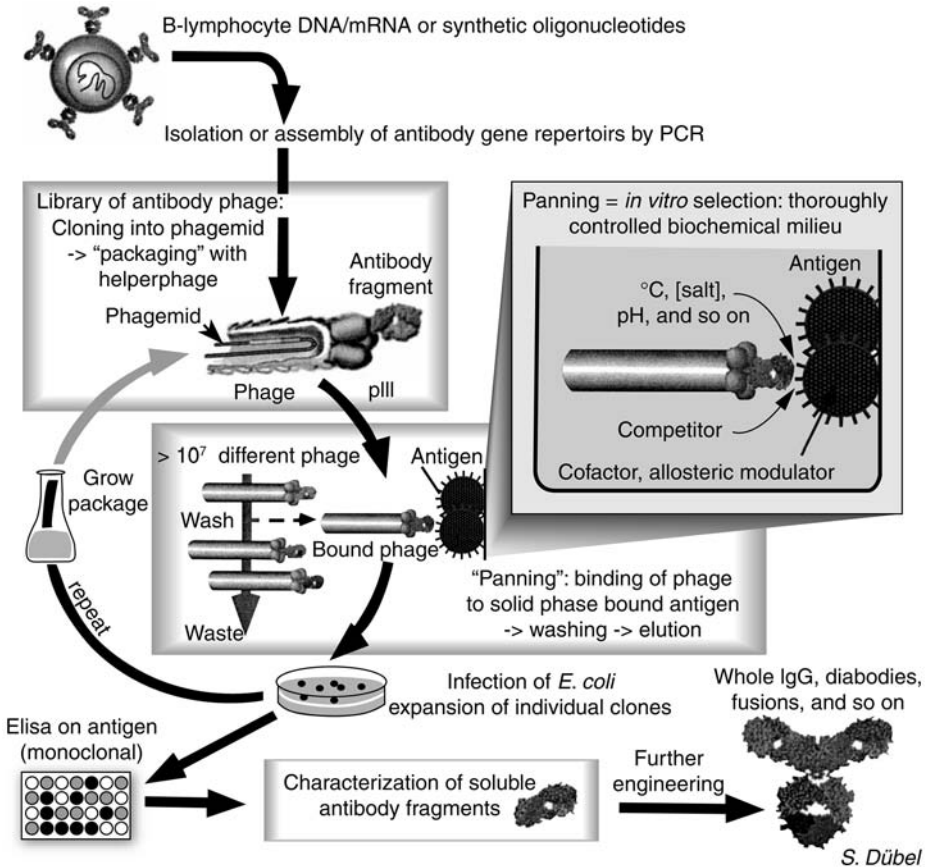 B-lymphocyte DNA/mRNA or synthetic oligonucleotides
Isolation or assembly of antibody gene repertoirs by PCR
Library of antibody phage:
Cloning into phagemid
-> “packaging” with
helperphage
Antibody
fragment
Phagemid
Phage
pIII
Panning = in vitro selection: thoroughly
controlled biochemical milieu
Antigen
°C, [salt],
pH, and so on
Competitor
Cofactor, allosteric modulator
> 10⁷ different phage
Antigen
Wash
Bound phage
Waste
“Panning”: binding of phage
to solid phase bound antigen
-> washing -> elution
Grow
package
repeat
Infection of E. coli
expansion of individual clones
Elisa on antigen
(monoclonal)
Characterization of soluble
antibody fragments
Further
engineering
Whole IgG, diabodies,
fusions, and so on
S. Dübel